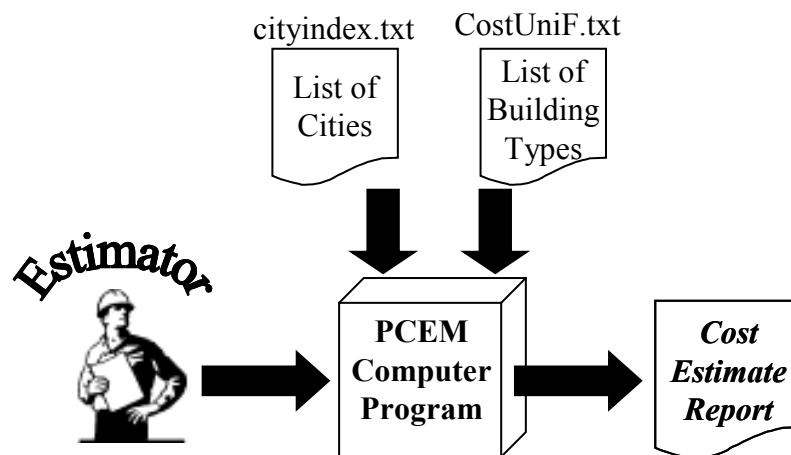 cityindex.txt
CostUniF.txt
List of
Cities
List of
Building
Types
Estimator
PCEM
Computer
Program
Cost
Estimate
Report